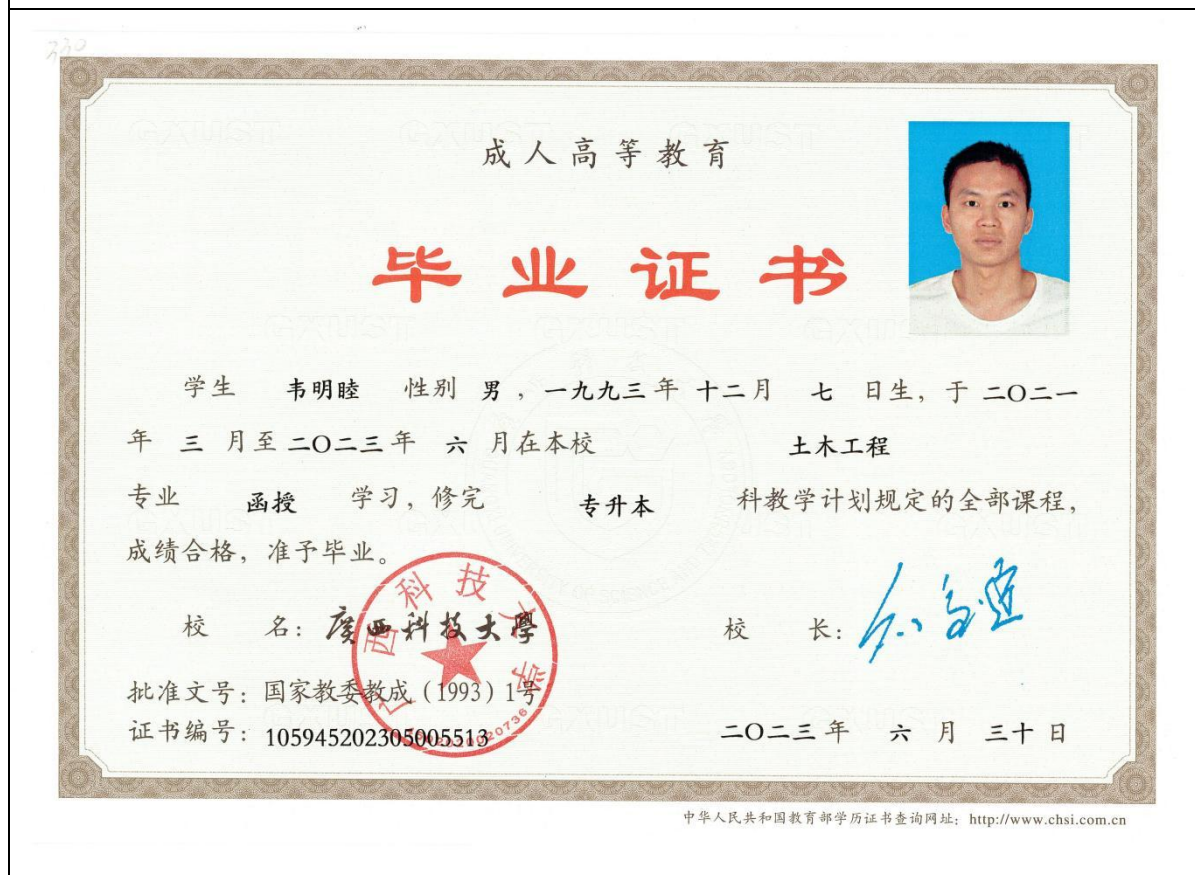 330
成人高等教育
毕业证书
学生 韦明睦 性别 男，一九九三年 十二月 七 日生，于 二〇二一
年 三 月至 二〇二三年 六 月在本校 土木工程
专业 函授 学习，修完 专升本 科教学计划规定的全部课程，
成绩合格，准予毕业。
校 名：廣西科技大學
校 长：
广西科技大学
批准文号：国家教委教成（1993）1号
证书编号：105945202305005513
二〇二三年 六 月 三十 日
中华人民共和国教育部学历证书查询网址：http://www.chsi.com.cn